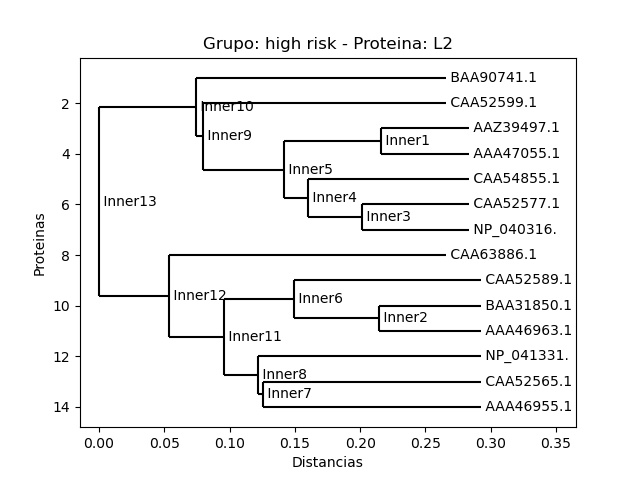 Grupo: high risk - Proteina: L2
BAA90741.1
2
Inner10
CAA52599.1
AAZ39497.1
Inner9
Inner1
4
AAA47055.1
Inner5
CAA54855.1
Inner4
6
Inner13
CAA52577.1
Inner3
NP_040316.
Proteinas
8
CAA63886.1
CAA52589.1
Inner12
Inner6
10
BAA31850.1
Inner2
AAA46963.1
Inner11
12
NP_041331.
Inner8
CAA52565.1
Inner7
14
AAA46955.1
0.00 0.05 0.10 0.15 0.20 0.25 0.30 0.35
Distancias